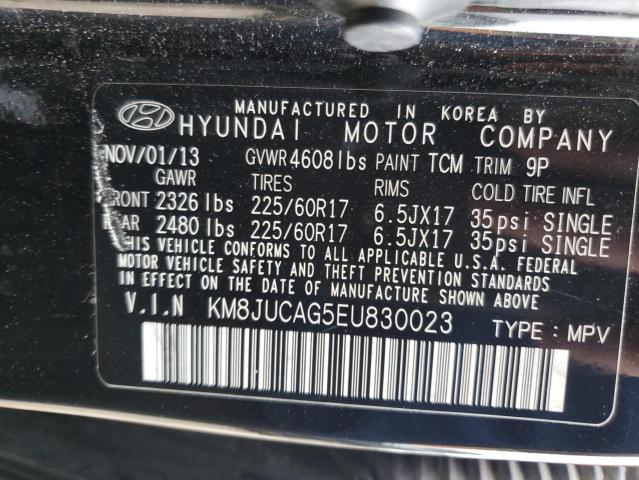 MANUFACTURED IN KOREA BY
HYUNDAI MOTOR COMPANY
NOV/01/13 GVWR 4608 lbs PAINT TCM TRIM 9P
GAWR TIRES RIMS COLD TIRE INFL
FRONT 2326 lbs 225/60R17 6.5JX17 35psi SINGLE
REAR 2480 lbs 225/60R17 6.5JX17 35psi SINGLE
THIS VEHICLE CONFORMS TO ALL APPLICABLE U.S.A. FEDERAL
MOTOR VEHICLE SAFETY AND THEFT PREVENTION STANDARDS
IN EFFECT ON THE DATE OF MANUFACTURE SHOWN ABOVE.
V.I.N KM8JUCAG5EU830023 TYPE : MPV